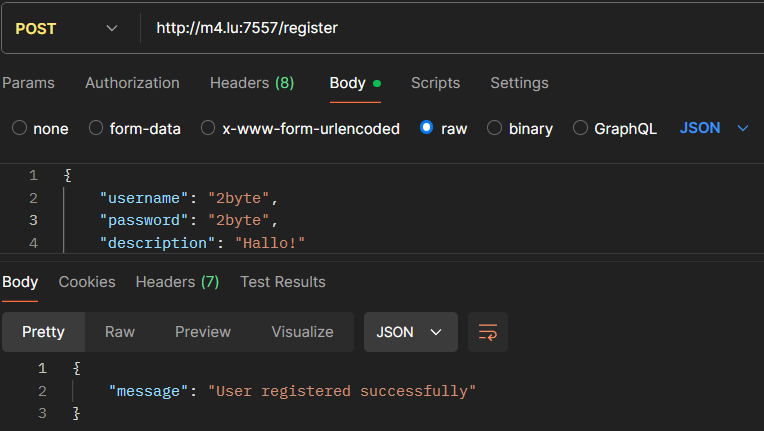 POST http://m4.lu:7557/register
Params Authorization Headers (8) Body Scripts Settings
none form-data x-www-form-urlencoded raw binary GraphQL JSON
1 {
2 "username": "2byte",
3 "password": "2byte",
4 "description": "Hallo!"
Body Cookies Headers (7) Test Results
Pretty Raw Preview Visualize JSON
1 {
2 "message": "User registered successfully"
3 }